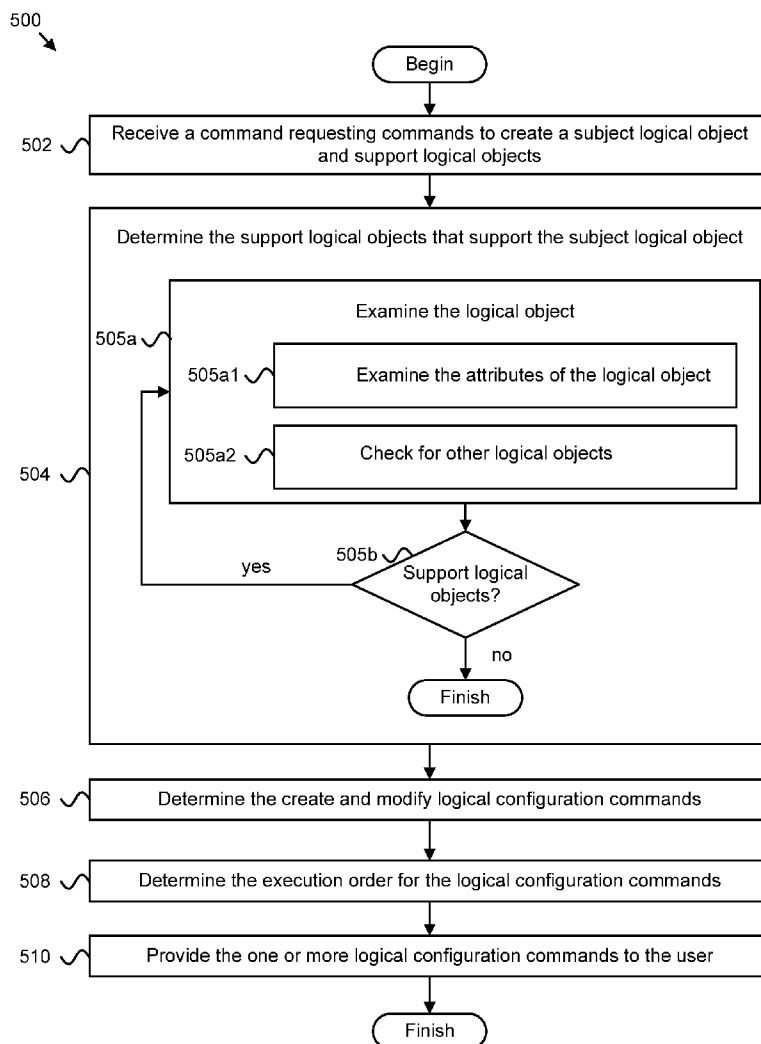 500
Begin
502
Receive a command requesting commands to create a subject logical object
and support logical objects
Determine the support logical objects that support the subject logical object
Examine the logical object
505a
505a1
Examine the attributes of the logical object
505a2
Check for other logical objects
504
505b
yes
Support logical
objects?
no
Finish
506
Determine the create and modify logical configuration commands
508
Determine the execution order for the logical configuration commands
510
Provide the one or more logical configuration commands to the user
Finish